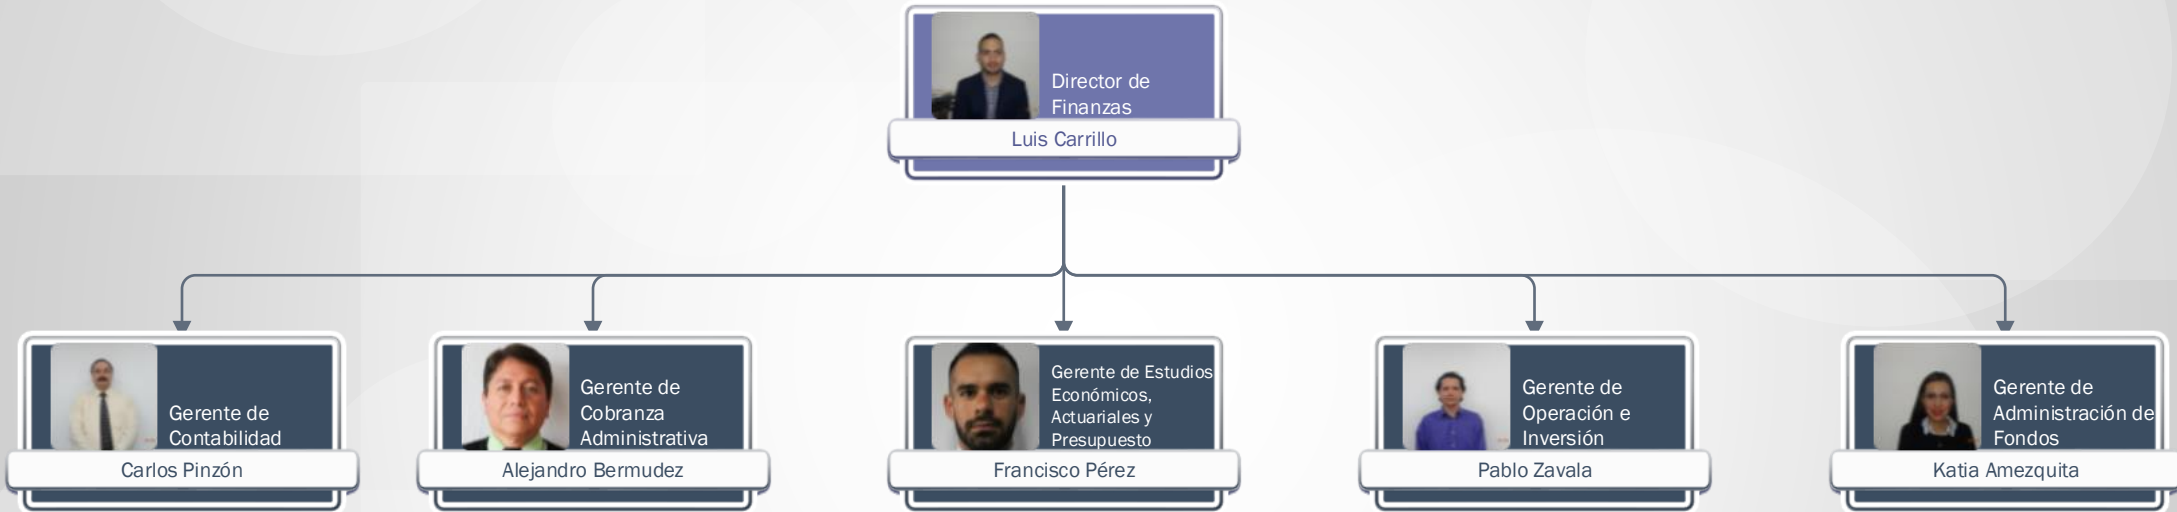 Director de
Finanzas
Luis Carrillo
Gerente de
Contabilidad
Carlos Pinzón
Gerente de
Cobranza
Administrativa
Alejandro Bermudez
Gerente de Estudios
Económicos,
Actuariales y
Presupuesto
Francisco Pérez
Gerente de
Operación e
Inversión
Pablo Zavala
Gerente de
Administración de
Fondos
Katia Amezquita